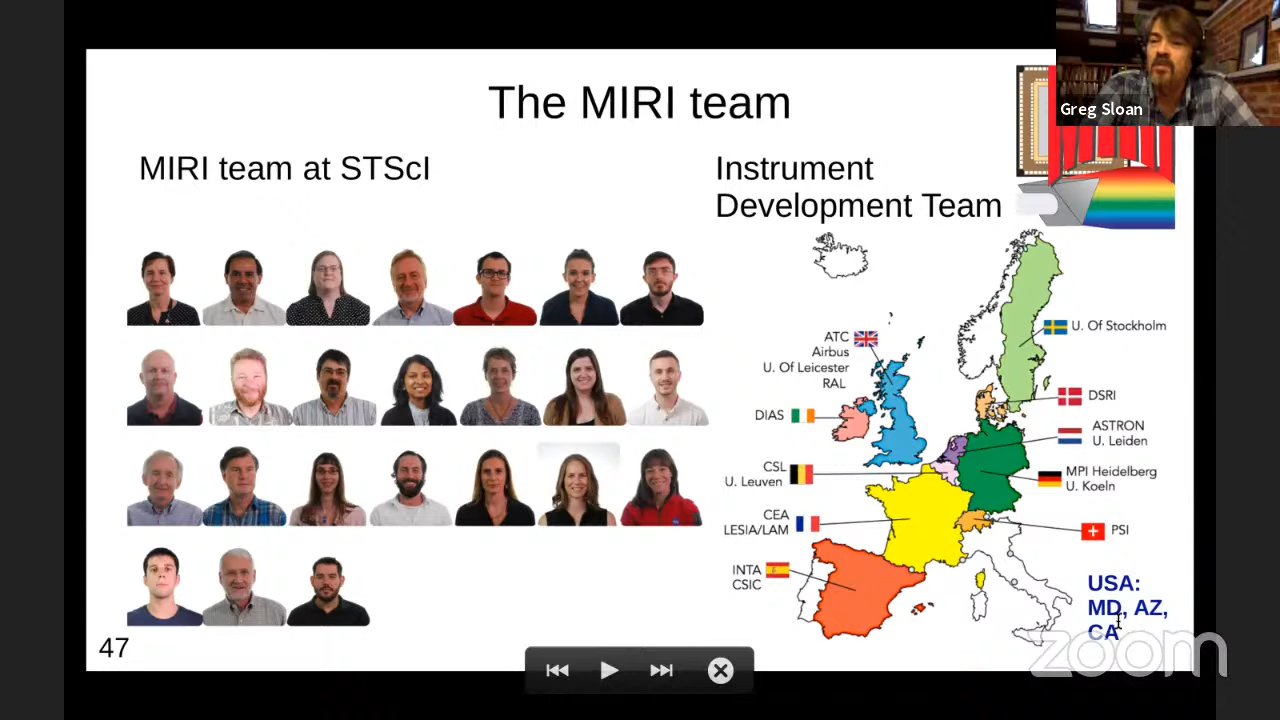 The MIRI team
Greg Sloan
MIRI team at STScI
Instrument
Development Team
ATC
Airbus
U. Of Leicester
RAL
U. Of Stockholm
DIAS
DSRI
ASTRON
U. Leiden
CSL
U. Leuven
MPI Heidelberg
U. Koeln
CEA
LESIA/LAM
PSI
INTA
CSIC
USA:
MD, AZ,
CA
47
zoom